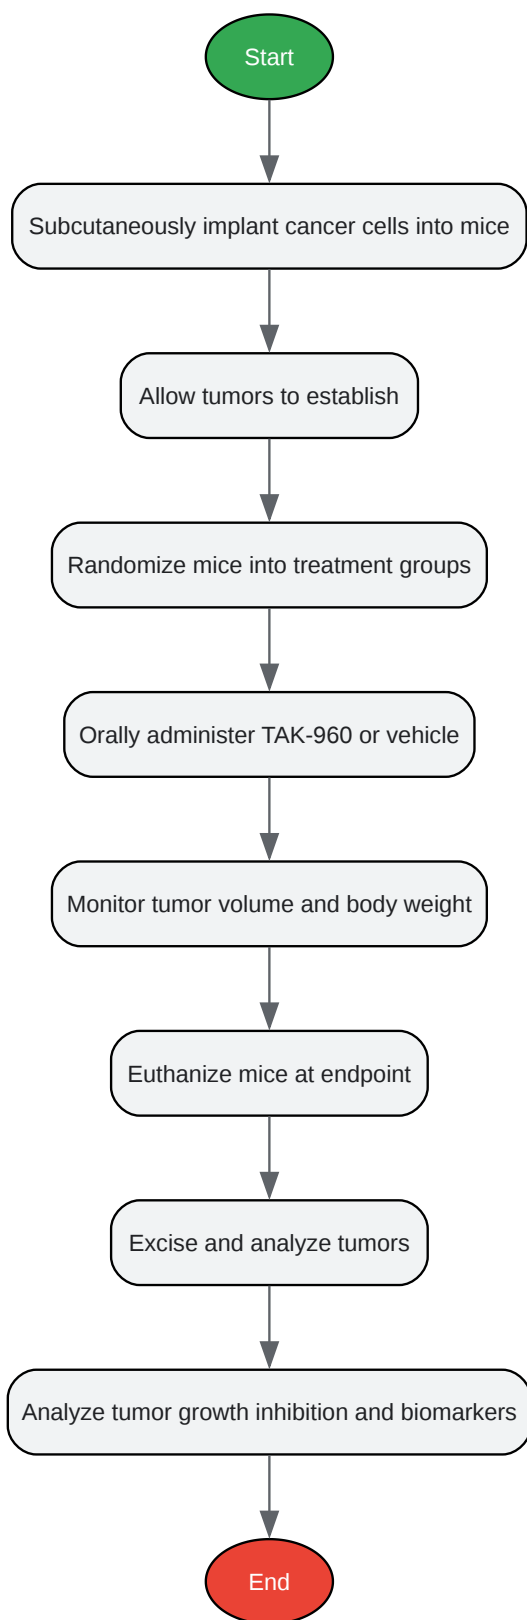 Start
Subcutaneously implant cancer cells into mice
Allow tumors to establish
Randomize mice into treatment groups
Orally administer TAK-960 or vehicle
Monitor tumor volume and body weight
Euthanize mice at endpoint
Excise and analyze tumors
Analyze tumor growth inhibition and biomarkers
End